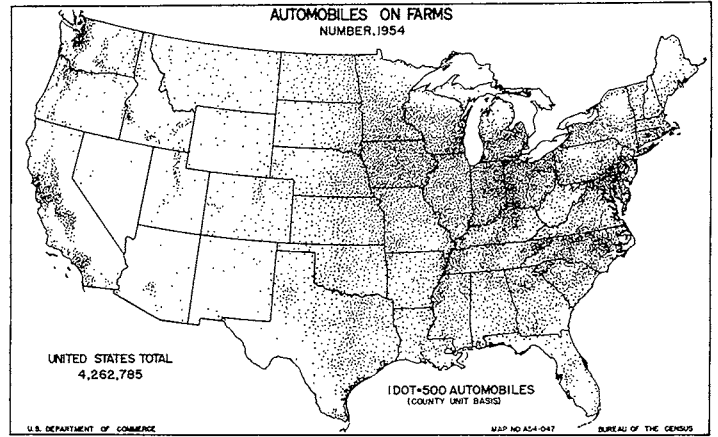 AUTOMOBILES ON FARMS
NUMBER, 1954
UNITED STATES TOTAL
4,262,785
1 DOT=500 AUTOMOBILES
(COUNTY UNIT BASIS)
U.S. DEPARTMENT OF COMMERCE
MAP NO A54-047
BUREAU OF THE CENSUS